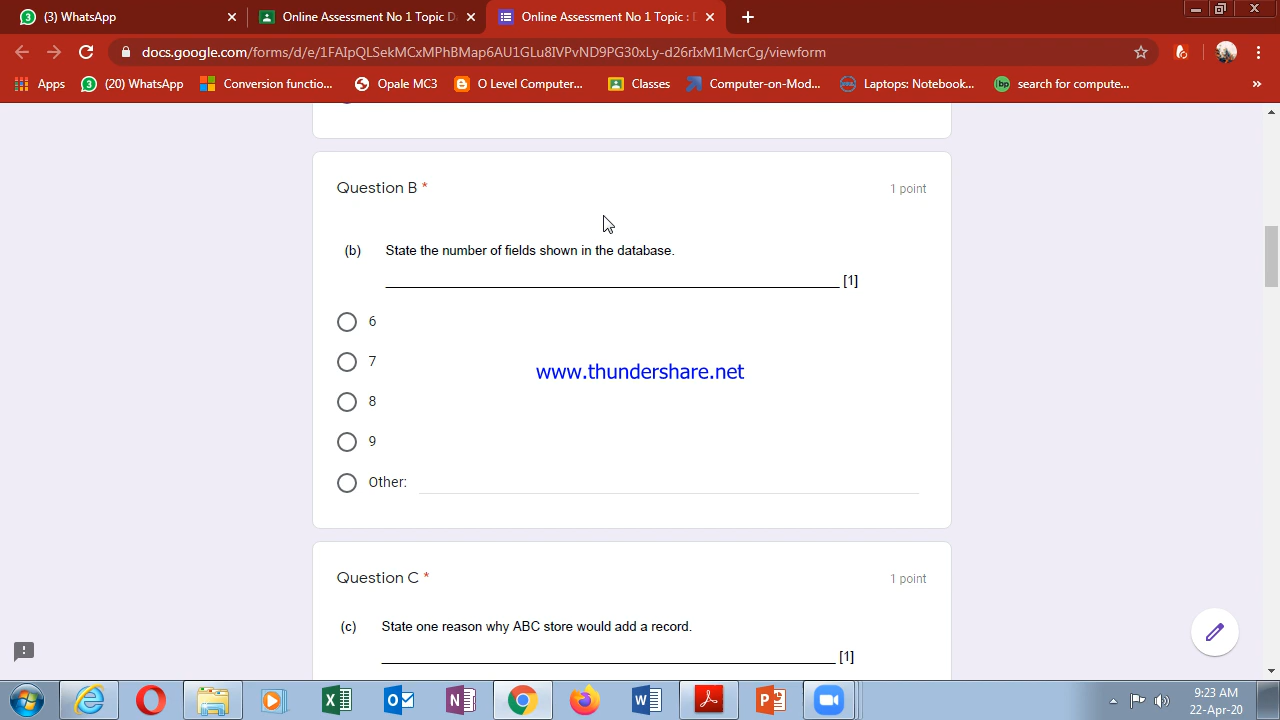 (3) WhatsApp
Online Assessment No 1 Topic D
Online Assessment No 1 Topic :
docs.google.com/forms/d/e/1FAIpQLSekMCxMPhBMap6AU1GLu8IVPvND9PG30xLy-d26rIxM1McrCg/viewform
Apps
(20) WhatsApp
Conversion functio...
Opale MC3
O Level Computer...
Classes
Computer-on-Mod...
Laptops: Notebook...
search for compute...
»
Question B *
1 point
(b) State the number of fields shown in the database.
[1]
6
7
www.thundershare.net
8
9
Other:
Question C *
1 point
(c) State one reason why ABC store would add a record.
[1]
9:23 AM
22-Apr-20